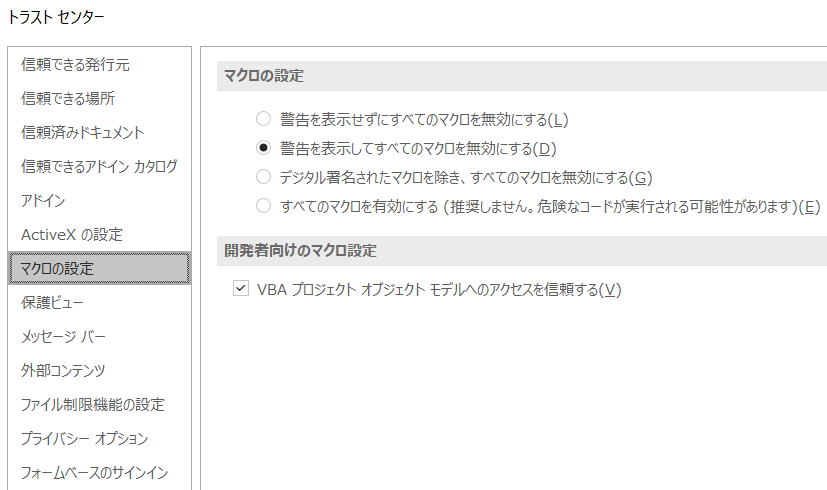 トラスト センター
信頼できる発行元
信頼できる場所
信頼済みドキュメント
信頼できるアドイン カタログ
アドイン
ActiveX の設定
マクロの設定
保護ビュー
メッセージ バー
外部コンテンツ
ファイル制限機能の設定
プライバシー オプション
フォームベースのサインイン
マクロの設定
警告を表示せずにすべてのマクロを無効にする(L)
警告を表示してすべてのマクロを無効にする(D)
デジタル署名されたマクロを除き、すべてのマクロを無効にする(G)
すべてのマクロを有効にする (推奨しません。危険なコードが実行される可能性があります)(E)
開発者向けのマクロ設定
VBA プロジェクト オブジェクト モデルへのアクセスを信頼する(V)